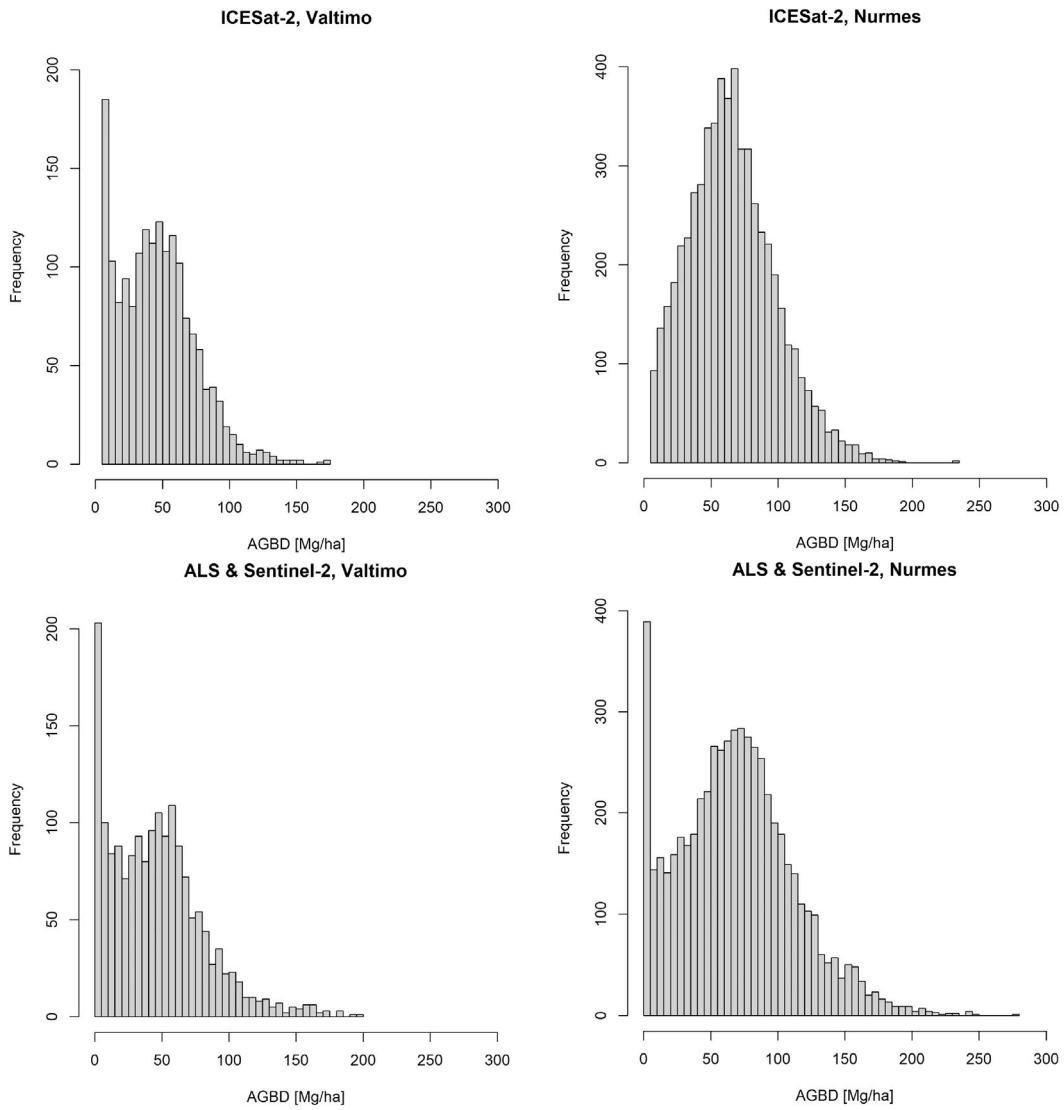 ICESat-2, Valtimo
Frequency
0 50 100 150 200
0 50 100 150 200 250 300
AGBD [Mg/ha]
ICESat-2, Nurmes
Frequency
0 100 200 300 400
0 50 100 150 200 250 300
AGBD [Mg/ha]
ALS & Sentinel-2, Valtimo
Frequency
0 50 100 150 200
0 50 100 150 200 250 300
AGBD [Mg/ha]
ALS & Sentinel-2, Nurmes
Frequency
0 100 200 300 400
0 50 100 150 200 250 300
AGBD [Mg/ha]